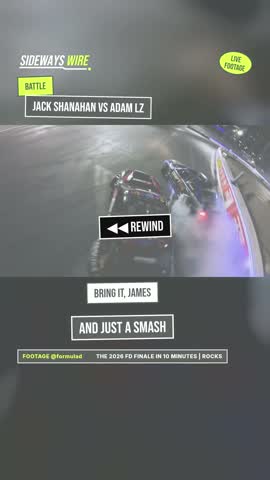 SIDEWAYS WIRE.
LIVE
FOOTAGE
BATTLE
JACK SHANAHAN VS ADAM LZ
REWIND
BRING IT, JAMES
AND JUST A SMASH
FOOTAGE @formulad THE 2026 FD FINALE IN 10 MINUTES | ROCKS